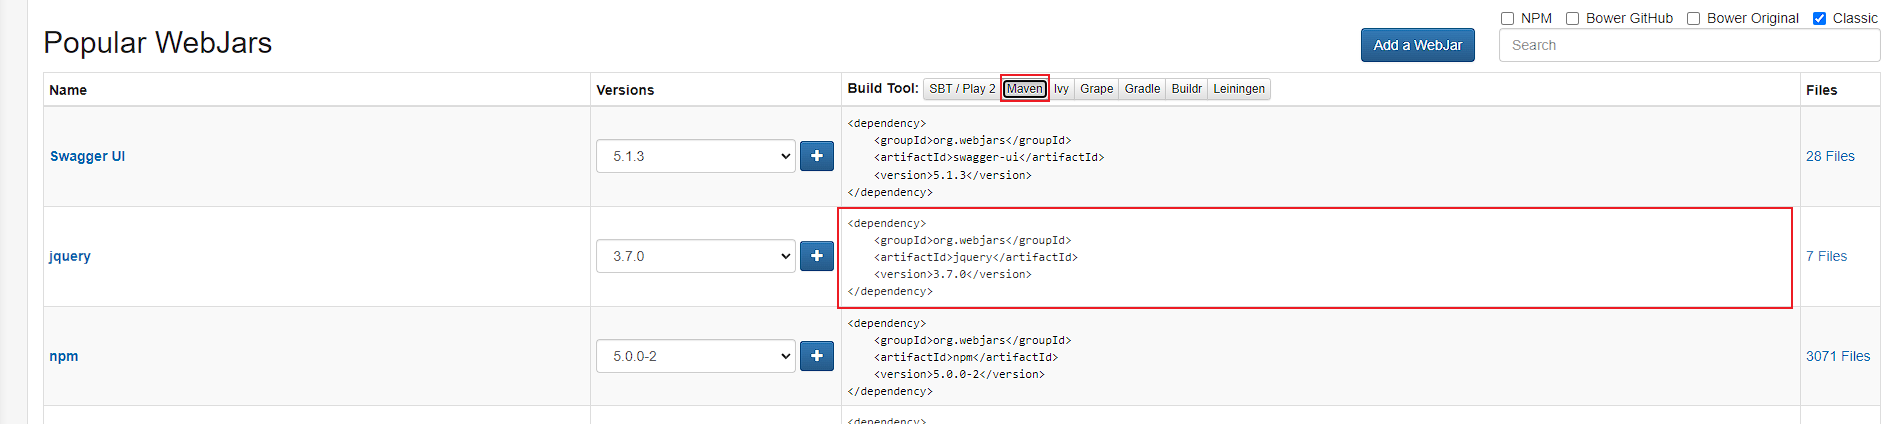 NPM Bower GitHub Bower Original Classic
Popular WebJars
Add a WebJar Search
Name Versions Build Tool: SBT / Play 2 Maven Ivy Grape Gradle Buildr Leiningen Files
<dependency>
<groupId>org.webjars</groupId>
Swagger UI 5.1.3 + <artifactId>swagger-ui</artifactId> 28 Files
<version>5.1.3</version>
</dependency>
<dependency>
<groupId>org.webjars</groupId>
jquery 3.7.0 + <artifactId>jquery</artifactId> 7 Files
<version>3.7.0</version>
</dependency>
<dependency>
<groupId>org.webjars</groupId>
npm 5.0.0-2 + <artifactId>npm</artifactId> 3071 Files
<version>5.0.0-2</version>
</dependency>
<dependency>